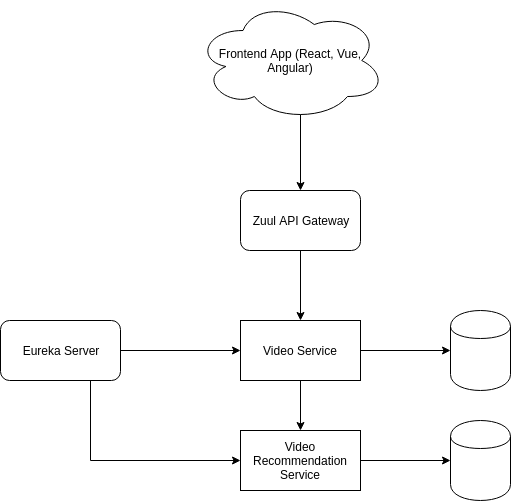 Frontend App (React, Vue,
Angular)
Zuul API Gateway
Eureka Server
Video Service
Video
Recommendation
Service